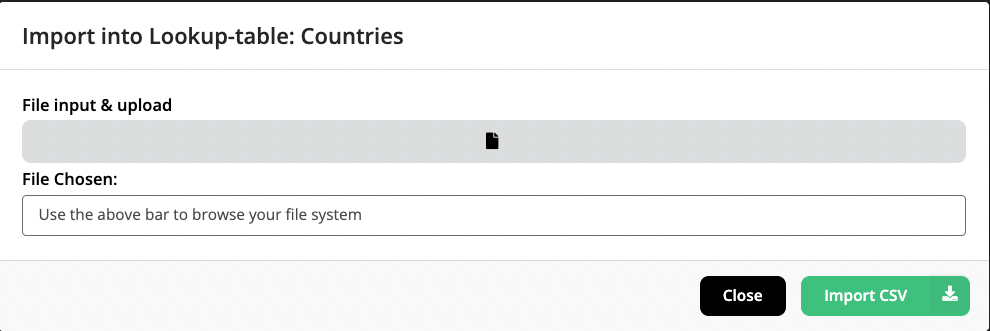 Import into Lookup-table: Countries
File input & upload
File Chosen:
Use the above bar to browse your file system
Close
Import CSV